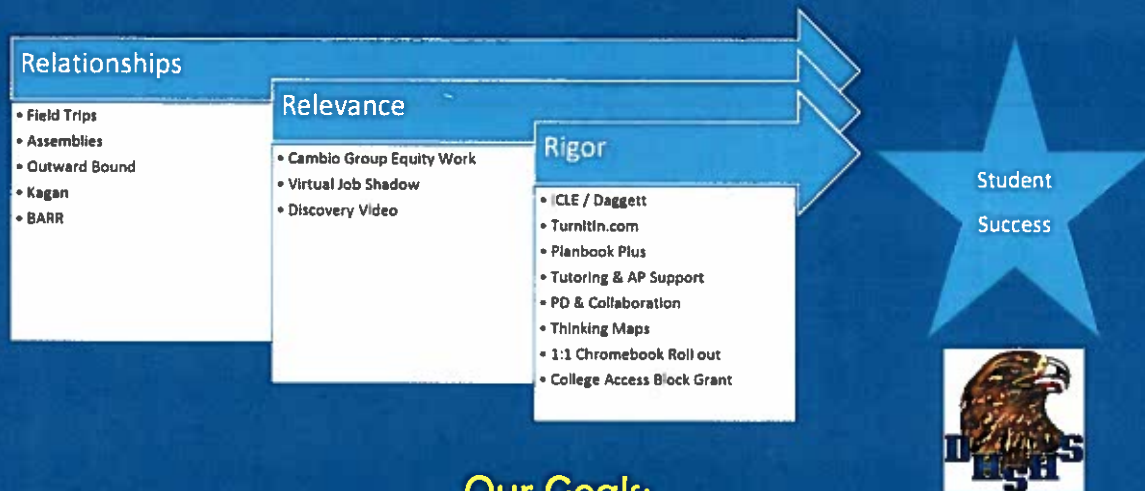 Relationships
• Field Trips
• Assemblies
• Outward Bound
• Kagan
• BARR
Relevance
• Cambio Group Equity Work
• Virtual Job Shadow
• Discovery Video
Rigor
• ICLE / Daggett
• Turnitin.com
• Planbook Plus
• Tutoring & AP Support
• PD & Collaboration
• Thinking Maps
• 1:1 Chromebook Roll out
• College Access Block Grant
Student
Success
DHSHS
Our Goals: